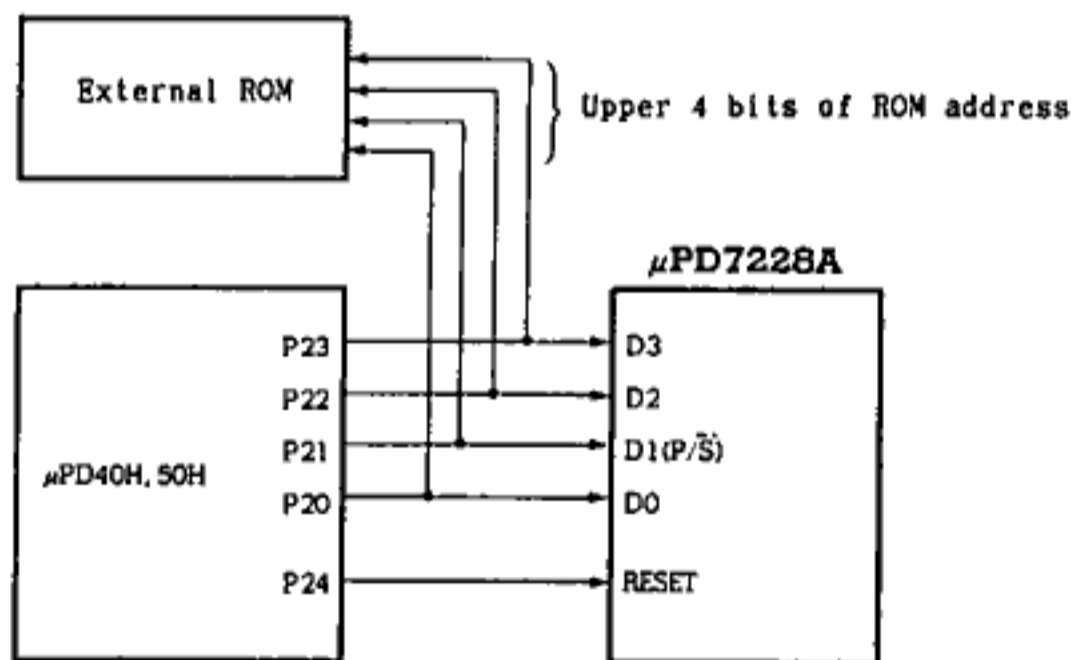 External ROM
Upper 4 bits of ROM address
μPD7228A
P23
D3
P22
D2
P21
D1(P/S̅)
μPD40H, 50H
P20
D0
P24
RESET